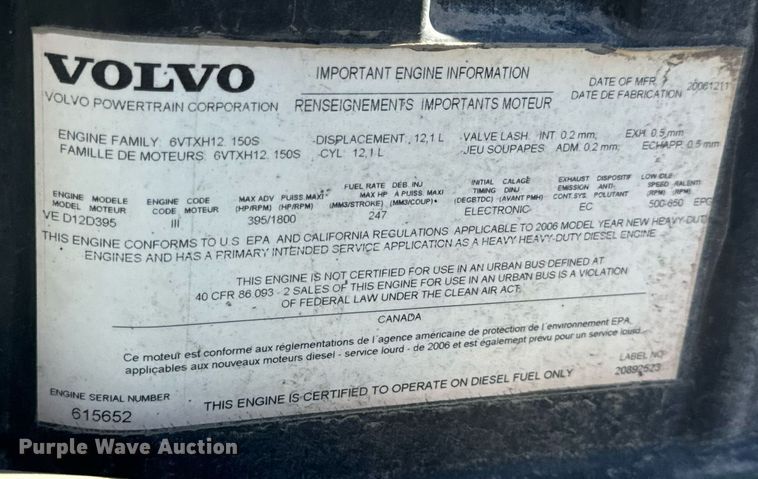 VOLVO
VOLVO POWERTRAIN CORPORATION
IMPORTANT ENGINE INFORMATION
RENSEIGNEMENTS IMPORTANTS MOTEUR
DATE OF MFR. 20061211
DATE DE FABRICATION
ENGINE FAMILY: 6VTXH12. 150S DISPLACEMENT , 12,1 L VALVE LASH INT 0.2 mm; EXH 0.5 mm
FAMILLE DE MOTEURS: 6VTXH12. 150S CYL: 12,1 L JEU SOUPAPES ADM. 0.2 mm; ECHAPP. 0.5 mm
ENGINE MODELE ENGINE CODE MAX ADV PUISS.MAXI FUEL RATE DEB. INJ INITIAL CALAGE EXHAUST DISPOSITIF LOW IDLE
MODEL MOTEUR CODE MOTEUR (HP/RPM) (HP/RPM) MAX HP A PUISS. MAXI TIMING DINJ EMISSION ANTI- SPEED RALENTI
(MM3/STROKE) (MM3/COUP) (DEGBTDC) (AVANT PMH) CONT.SYS. POLLUTANT (RPM) (RPM)
VE D12D395 III 395/1800 247 ELECTRONIC EC 500-650 EPG
THIS ENGINE CONFORMS TO U S EPA AND CALIFORNIA REGULATIONS APPLICABLE TO 2006 MODEL YEAR NEW HEAVY-DUTY
ENGINES AND HAS A PRIMARY INTENDED SERVICE APPLICATION AS A HEAVY HEAVY-DUTY DIESEL ENGINE
THIS ENGINE IS NOT CERTIFIED FOR USE IN AN URBAN BUS DEFINED AT
40 CFR 86 093 - 2 SALES OF THIS ENGINE FOR USE IN AN URBAN BUS IS A VIOLATION
OF FEDERAL LAW UNDER THE CLEAN AIR ACT
CANADA
Ce moteur est conforme aux réglementations de l'agence américaine de protection de l'environnement EPA,
applicables aux nouveaux moteurs diesel - service lourd - de 2006 et est également prévu pour un service lourd.
ENGINE SERIAL NUMBER
615652
THIS ENGINE IS CERTIFIED TO OPERATE ON DIESEL FUEL ONLY
LABEL NO
20892523
Purple Wave Auction